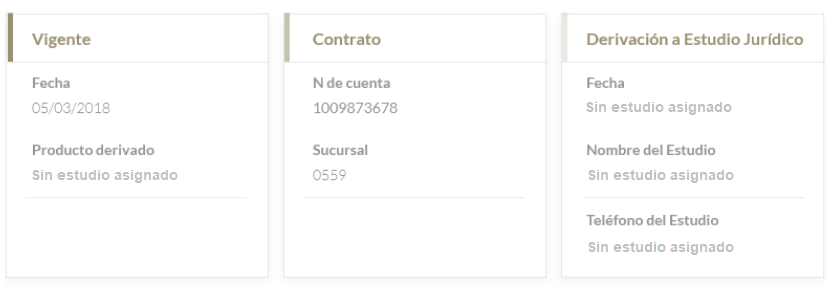 Vigente
Fecha
05/03/2018
Producto derivado
Sin estudio asignado
Contrato
N de cuenta
1009873678
Sucursal
0559
Derivación a Estudio Jurídico
Fecha
Sin estudio asignado
Nombre del Estudio
Sin estudio asignado
Teléfono del Estudio
Sin estudio asignado